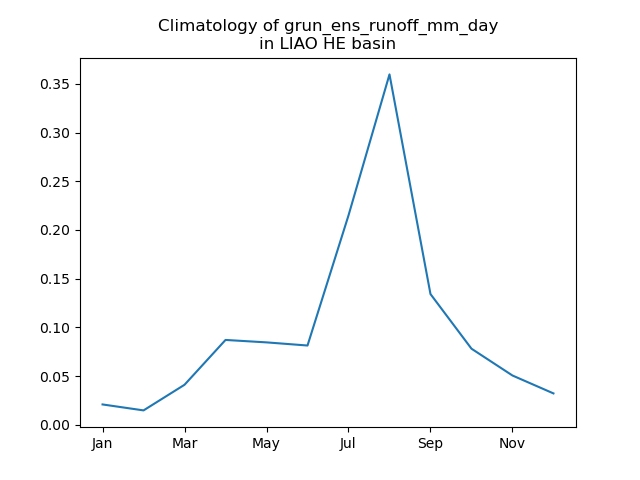 Climatology of grun_ens_runoff_mm_day
in LIAO HE basin
0.35
0.30
0.25
0.20
0.15
0.10
0.05
0.00
Jan Mar May Jul Sep Nov